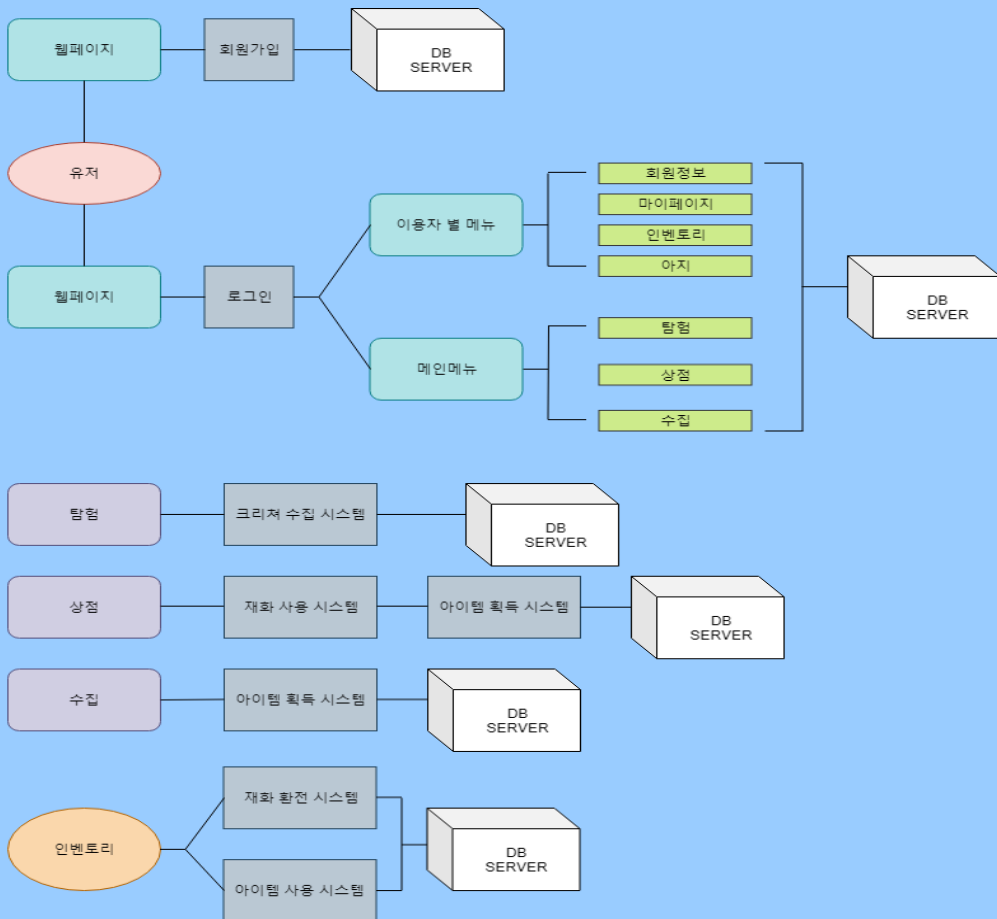 웹페이지
회원가입
DB
SERVER
유저
웹페이지
로그인
이용자 별 메뉴
메인메뉴
회원정보
마이페이지
인벤토리
아지
탐험
상점
수집
DB
SERVER
탐험
크리쳐 수집 시스템
DB
SERVER
상점
재화 사용 시스템
아이템 획득 시스템
DB
SERVER
수집
아이템 획득 시스템
DB
SERVER
인벤토리
재화 환전 시스템
아이템 사용 시스템
DB
SERVER